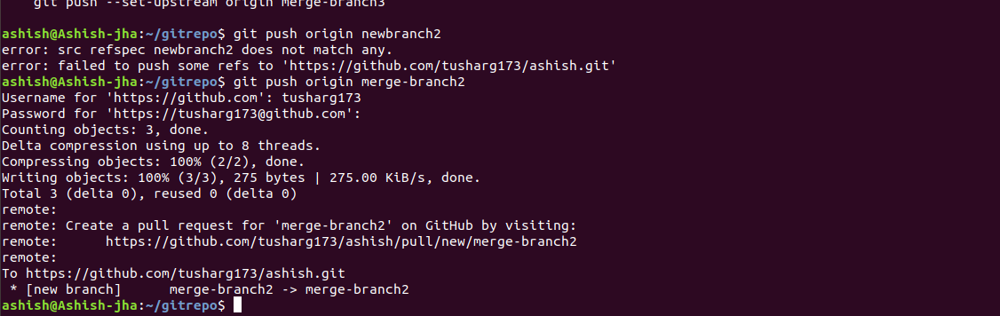 git push --set-upstream origin merge-branch3
ashish@Ashish-jha:~/gitrepo$ git push origin newbranch2
error: src refspec newbranch2 does not match any.
error: failed to push some refs to 'https://github.com/tusharg173/ashish.git'
ashish@Ashish-jha:~/gitrepo$ git push origin merge-branch2
Username for 'https://github.com': tusharg173
Password for 'https://tusharg173@github.com':
Counting objects: 3, done.
Delta compression using up to 8 threads.
Compressing objects: 100% (2/2), done.
Writing objects: 100% (3/3), 275 bytes | 275.00 KiB/s, done.
Total 3 (delta 0), reused 0 (delta 0)
remote:
remote: Create a pull request for 'merge-branch2' on GitHub by visiting:
remote:      https://github.com/tusharg173/ashish/pull/new/merge-branch2
remote:
To https://github.com/tusharg173/ashish.git
 * [new branch]      merge-branch2 -> merge-branch2
ashish@Ashish-jha:~/gitrepo$